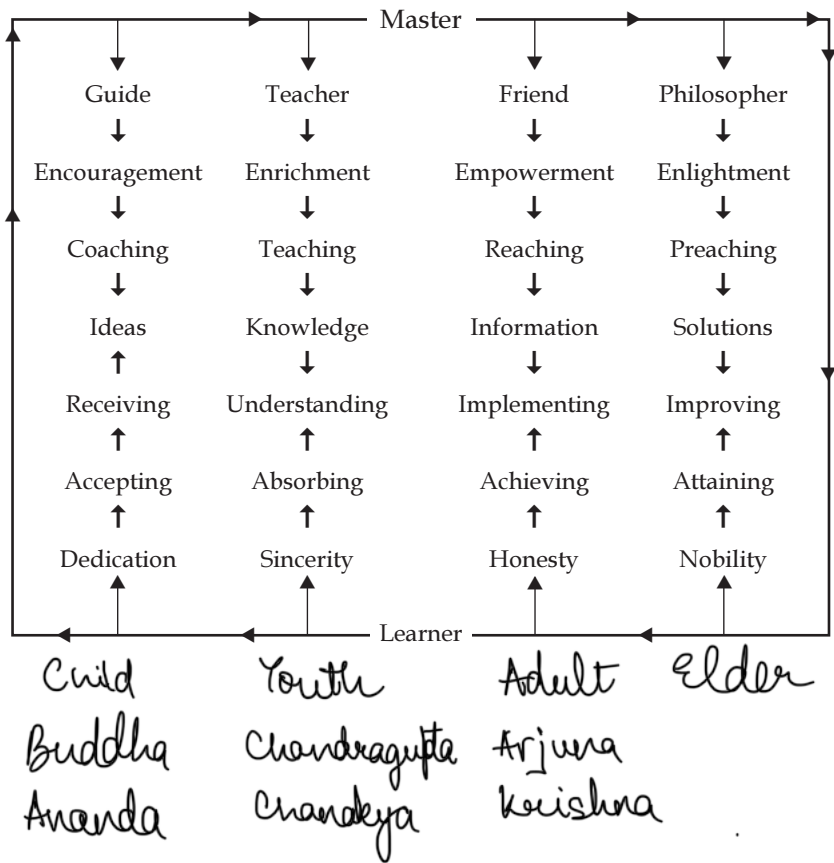 Master
Guide Teacher Friend Philosopher
Encouragement Enrichment Empowerment Enlightment
Coaching Teaching Reaching Preaching
Ideas Knowledge Information Solutions
Receiving Understanding Implementing Improving
Accepting Absorbing Achieving Attaining
Dedication Sincerity Honesty Nobility
Learner
Child Youth Adult Elder
Buddha Chandragupta Arjuna
Ananda Chanakya Krishna